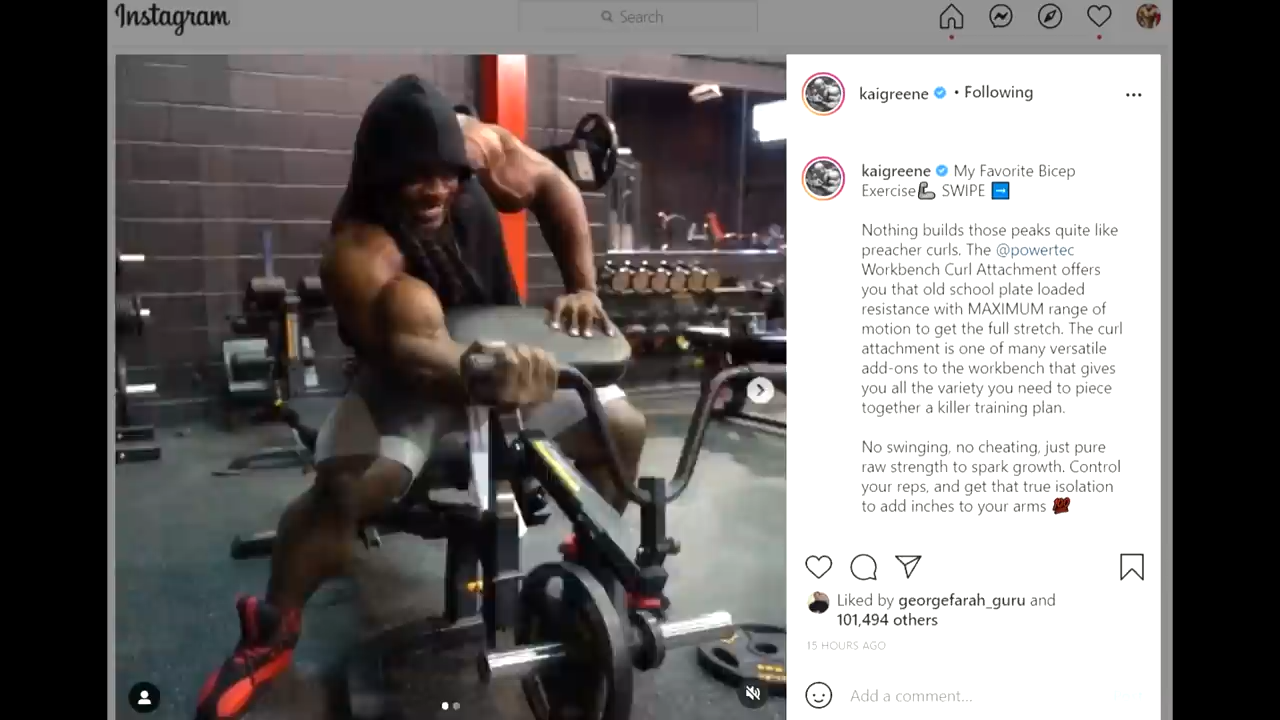 Instagram
Search
kaigreene • Following
kaigreene My Favorite Bicep
Exercise💪 SWIPE ➡️
Nothing builds those peaks quite like
preacher curls. The @powertec
Workbench Curl Attachment offers
you that old school plate loaded
resistance with MAXIMUM range of
motion to get the full stretch. The curl
attachment is one of many versatile
add-ons to the workbench that gives
you all the variety you need to piece
together a killer training plan.
No swinging, no cheating, just pure
raw strength to spark growth. Control
your reps, and get that true isolation
to add inches to your arms 💯
Liked by georgefarah_guru and
101,494 others
15 HOURS AGO
Add a comment...